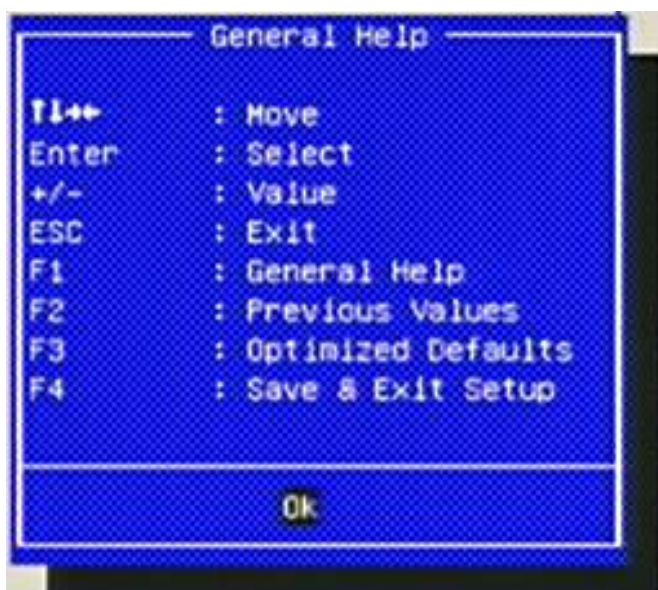 General Help
↑↓→← : Move
Enter : Select
+/- : Value
ESC : Exit
F1 : General Help
F2 : Previous Values
F3 : Optimized Defaults
F4 : Save & Exit Setup
Ok